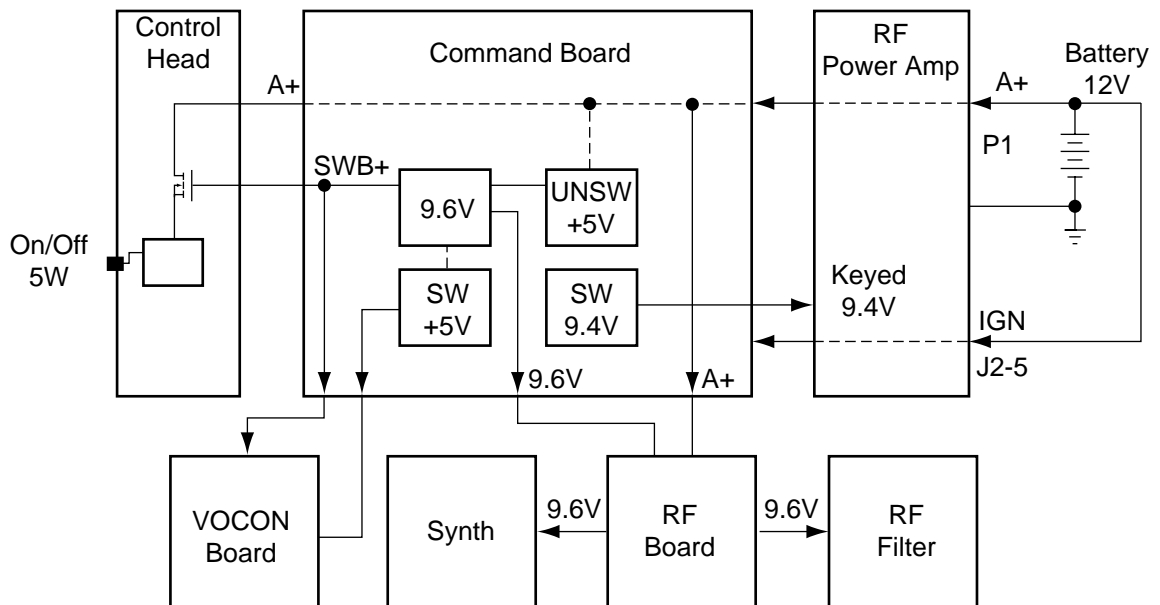 Control
Head
Command Board
RF
Power Amp
Battery
12V
A+
A+
P1
SWB+
9.6V
UNSW
+5V
On/Off
5W
SW
+5V
SW
9.4V
Keyed
9.4V
IGN
J2-5
9.6V
A+
VOCON
Board
Synth
9.6V
RF
Board
9.6V
RF
Filter